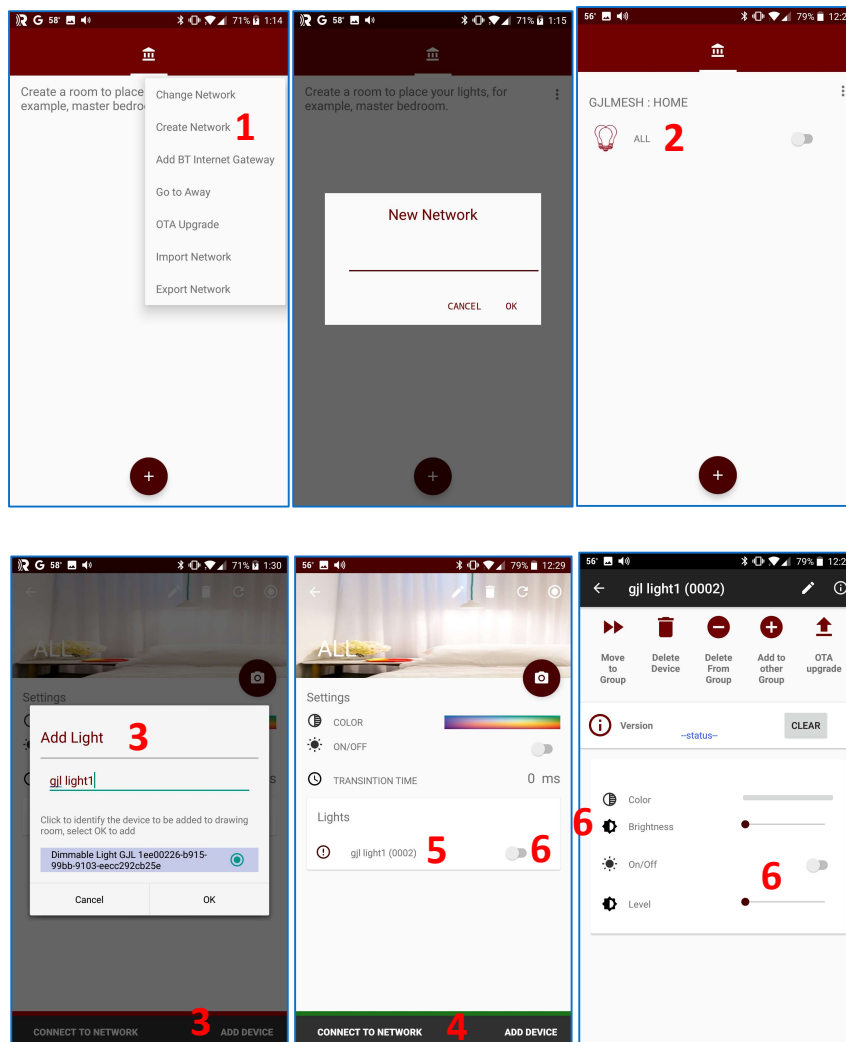 G 58° 71% 1:14
Create a room to place
example, master bedro
Change Network
Create Network 1
Add BT Internet Gateway
Go to Away
OTA Upgrade
Import Network
Export Network
+
G 58° 71% 1:15
Create a room to place your lights, for
example, master bedroom.
New Network
CANCEL OK
+
56° 79% 12:2
GJLMESH : HOME
ALL 2
+
G 58° 71% 1:30
ALL
Settings
Add Light 3
gjl light1
s
Click to identify the device to be added to drawing
room, select OK to add
Dimmable Light GJL 1ee00226-b915-
99bb-9103-eecc292cb25e
Cancel OK
CONNECT TO NETWORK 3 ADD DEVICE
56° 79% 12:29
ALL
Settings
COLOR
ON/OFF
TRANSINTION TIME 0 ms
Lights
gjl light1 (0002) 5 6
CONNECT TO NETWORK 4 ADD DEVICE
56° 79% 12:2
gjl light1 (0002)
Move to Group
Delete Device
Delete From Group
Add to other Group
OTA upgrade
Version --status-- CLEAR
Color
6 Brightness
On/Off 6
Level